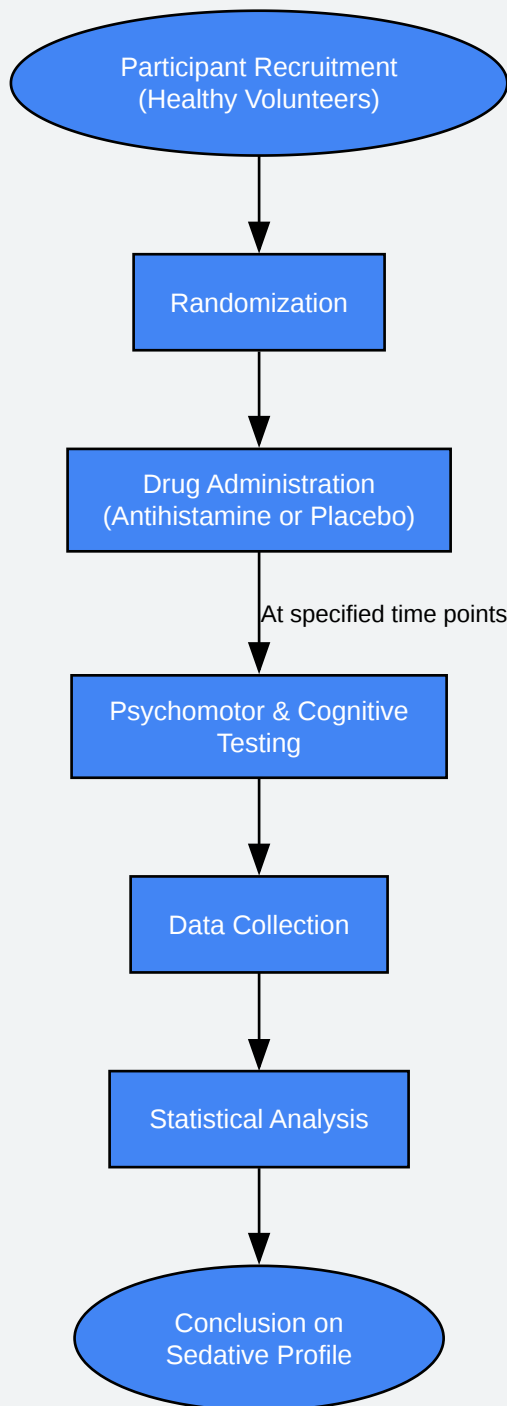 Participant Recruitment
(Healthy Volunteers)
Randomization
Drug Administration
(Antihistamine or Placebo)
At specified time points
Psychomotor & Cognitive
Testing
Data Collection
Statistical Analysis
Conclusion on
Sedative Profile